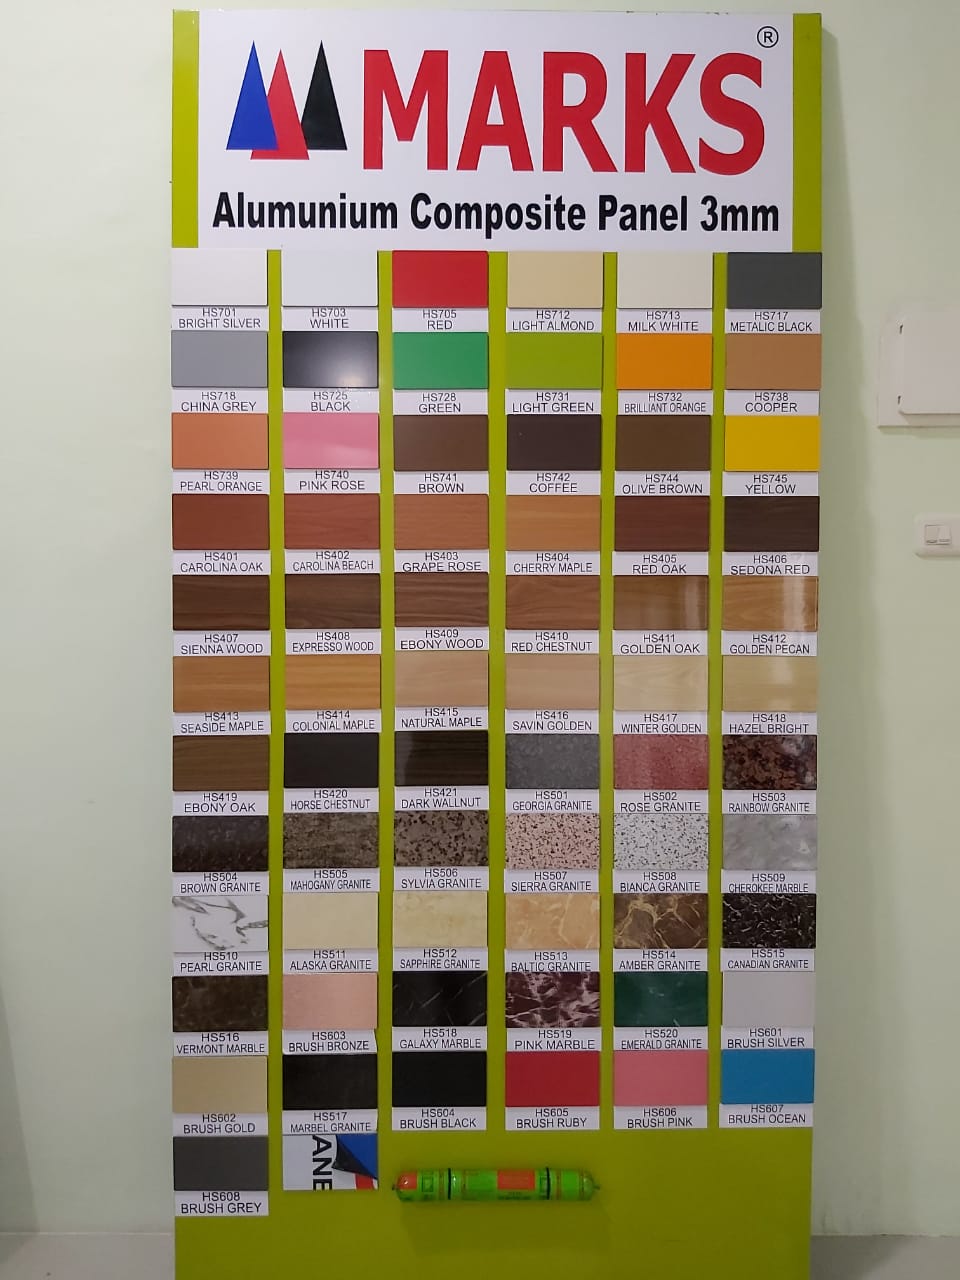 MARKS®
Alumunium Composite Panel 3mm
HS701
BRIGHT SILVER
HS703
WHITE
HS705
RED
HS712
LIGHT ALMOND
HS713
MILK WHITE
HS717
METALIC BLACK
HS718
CHINA GREY
HS725
BLACK
HS728
GREEN
HS731
LIGHT GREEN
HS732
BRILLIANT ORANGE
HS738
COOPER
HS739
PEARL ORANGE
HS740
PINK ROSE
HS741
BROWN
HS742
COFFEE
HS744
OLIVE BROWN
HS745
YELLOW
HS401
CAROLINA OAK
HS402
CAROLINA BEACH
HS403
GRAPE ROSE
HS404
CHERRY MAPLE
HS405
RED OAK
HS406
SEDONA RED
HS407
SIENNA WOOD
HS408
EXPRESSO WOOD
HS409
EBONY WOOD
HS410
RED CHESTNUT
HS411
GOLDEN OAK
HS412
GOLDEN PECAN
HS413
SEASIDE MAPLE
HS414
COLONIAL MAPLE
HS415
NATURAL MAPLE
HS416
SAVIN GOLDEN
HS417
WINTER GOLDEN
HS418
HAZEL BRIGHT
HS419
EBONY OAK
HS420
HORSE CHESTNUT
HS421
DARK WALLNUT
HS501
GEORGIA GRANITE
HS502
ROSE GRANITE
HS503
RAINBOW GRANITE
HS504
BROWN GRANITE
HS505
MAHOGANY GRANITE
HS506
SYLVIA GRANITE
HS507
SIERRA GRANITE
HS508
BIANCA GRANITE
HS509
CHEROKEE MARBLE
HS510
PEARL GRANITE
HS511
ALASKA GRANITE
HS512
SAPPHIRE GRANITE
HS513
BALTIC GRANITE
HS514
AMBER GRANITE
HS515
CANADIAN GRANITE
HS516
VERMONT MARBLE
HS603
BRUSH BRONZE
HS518
GALAXY MARBLE
HS519
PINK MARBLE
HS520
EMERALD GRANITE
HS601
BRUSH SILVER
HS602
BRUSH GOLD
HS517
MARBEL GRANITE
HS604
BRUSH BLACK
HS605
BRUSH RUBY
HS606
BRUSH PINK
HS607
BRUSH OCEAN
HS608
BRUSH GREY
ANE